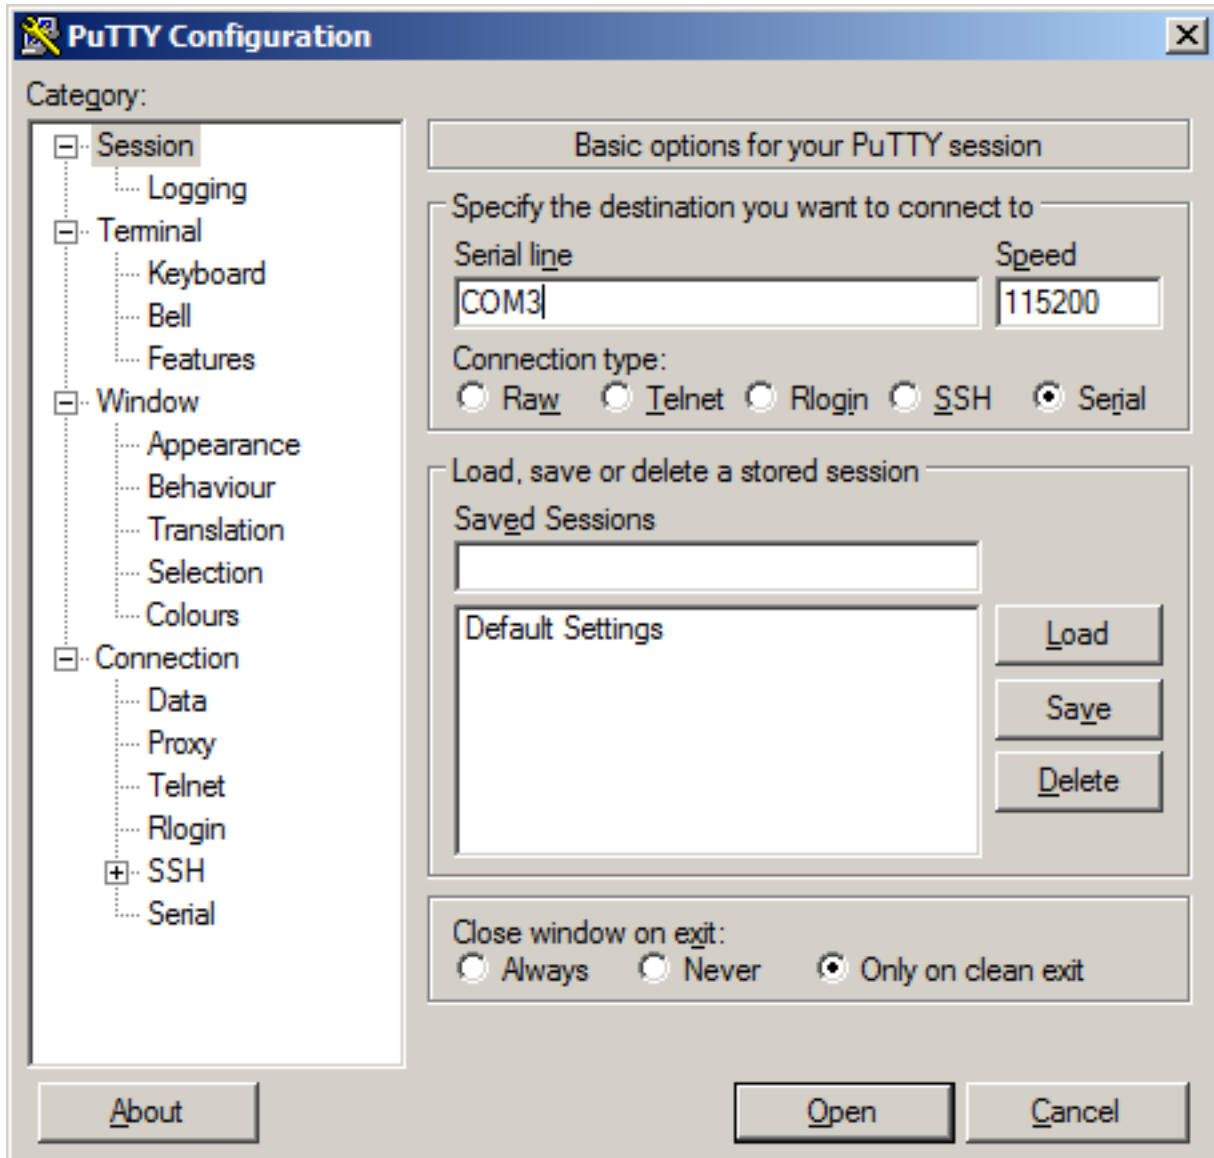 PuTTY Configuration
Category:
Session
Logging
Terminal
Keyboard
Bell
Features
Window
Appearance
Behaviour
Translation
Selection
Colours
Connection
Data
Proxy
Telnet
Rlogin
SSH
Serial
Basic options for your PuTTY session
Specify the destination you want to connect to
Serial line Speed
COM3 115200
Connection type:
Raw Telnet Rlogin SSH Serial
Load, save or delete a stored session
Saved Sessions
Default Settings
Load
Save
Delete
Close window on exit:
Always Never Only on clean exit
About Open Cancel